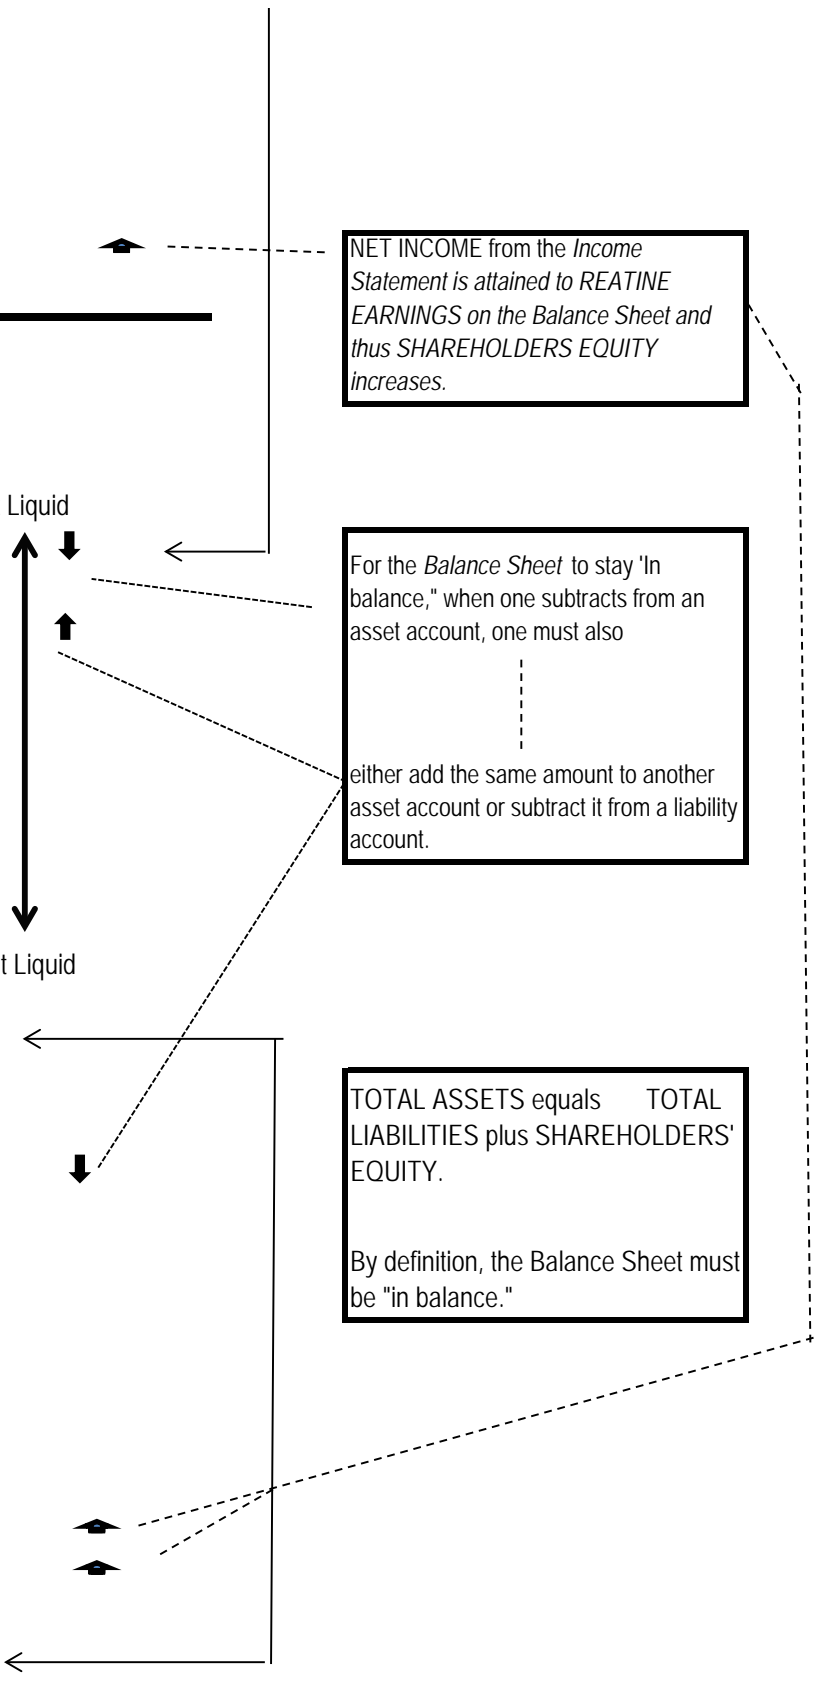 NET INCOME from the Income
Statement is attained to REATINE
EARNINGS on the Balance Sheet and
thus SHAREHOLDERS EQUITY
increases.
Liquid
For the Balance Sheet to stay 'In
balance," when one subtracts from an
asset account, one must also
either add the same amount to another
asset account or subtract it from a liability
account.
t Liquid
TOTAL ASSETS equals TOTAL
LIABILITIES plus SHAREHOLDERS'
EQUITY.
By definition, the Balance Sheet must
be "in balance."